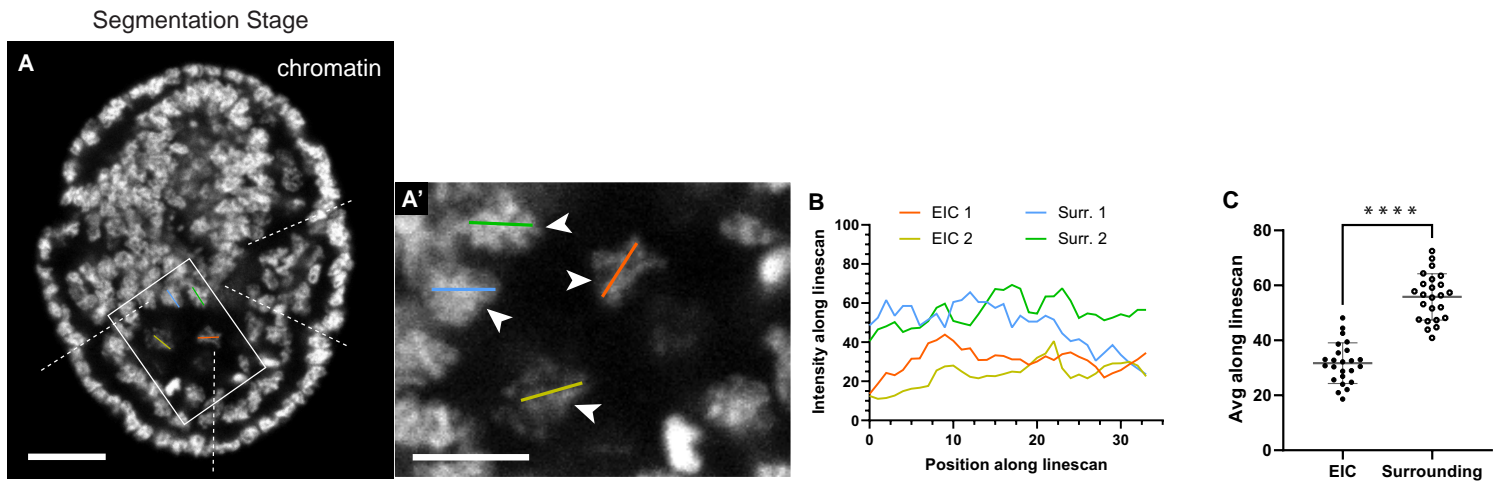 Segmentation Stage
A
chromatin
A'
B
EIC 1
Surr. 1
EIC 2
Surr. 2
100
80
60
40
20
0
Intensity along linescan
0
10
20
30
Position along linescan
C
****
80
60
40
20
0
Avg along linescan
EIC
Surrounding